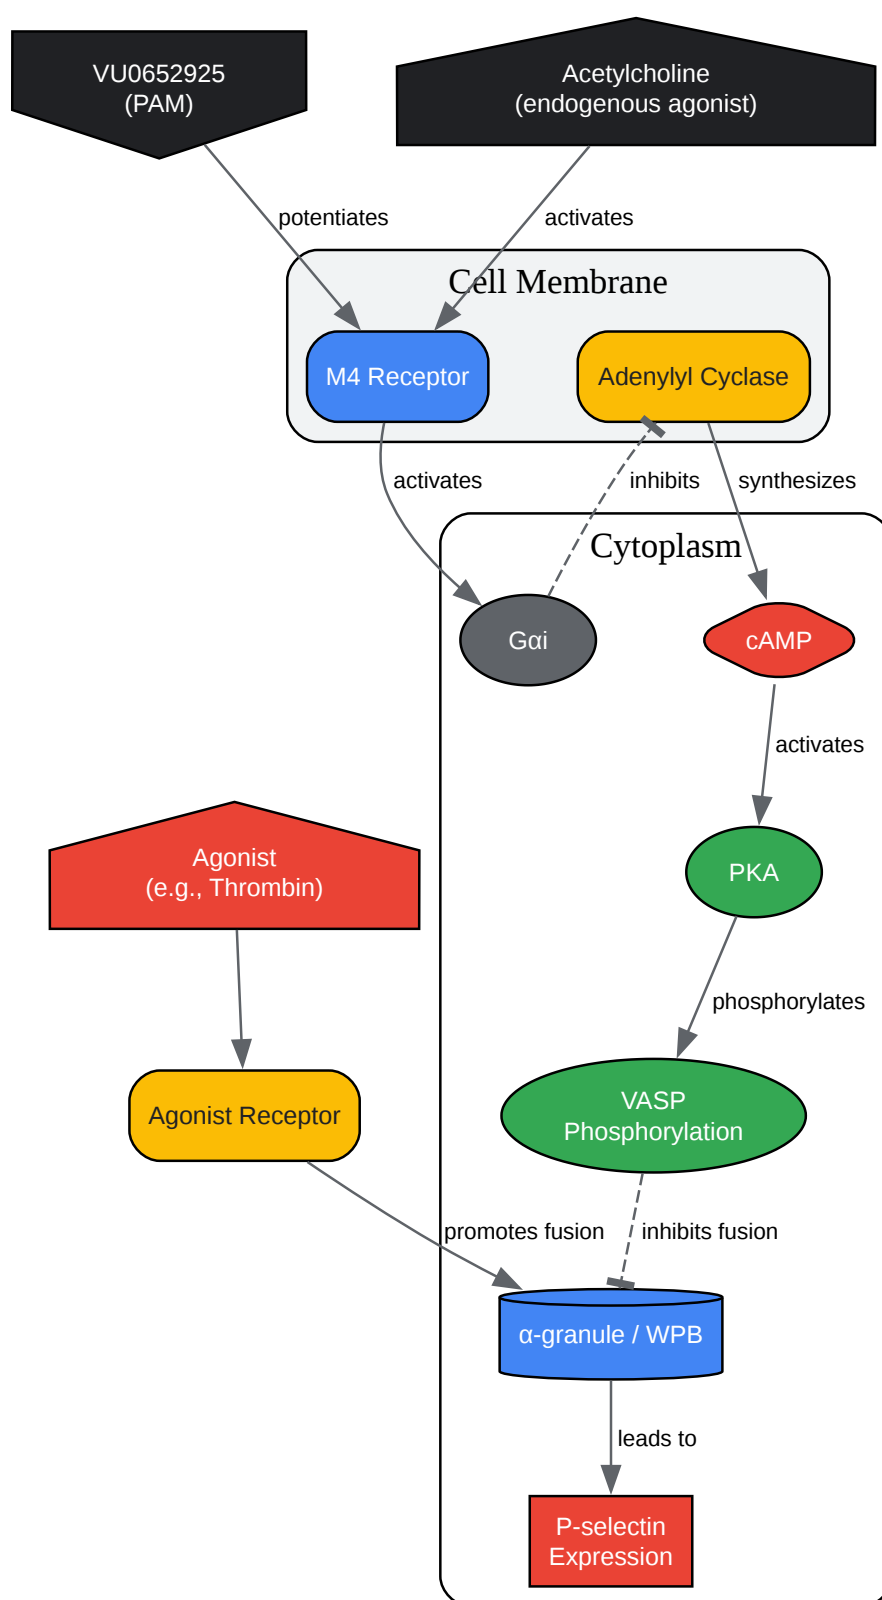 VU0652925
(PAM)
Acetylcholine
(endogenous agonist)
potentiates
activates
Cell Membrane
M4 Receptor
Adenylyl Cyclase
activates
inhibits
synthesizes
Cytoplasm
Gαi
cAMP
activates
Agonist
(e.g., Thrombin)
PKA
phosphorylates
Agonist Receptor
VASP
Phosphorylation
promotes fusion
inhibits fusion
α-granule / WPB
leads to
P-selectin
Expression